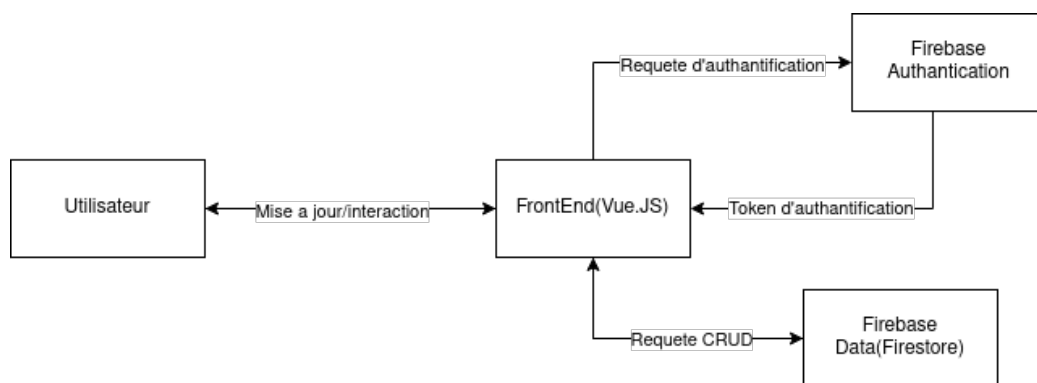 Firebase
Authantication
Requete d'authantification
Utilisateur
Mise a jour/interaction
FrontEnd(Vue.JS)
Token d'authantification
Requete CRUD
Firebase
Data(Firestore)